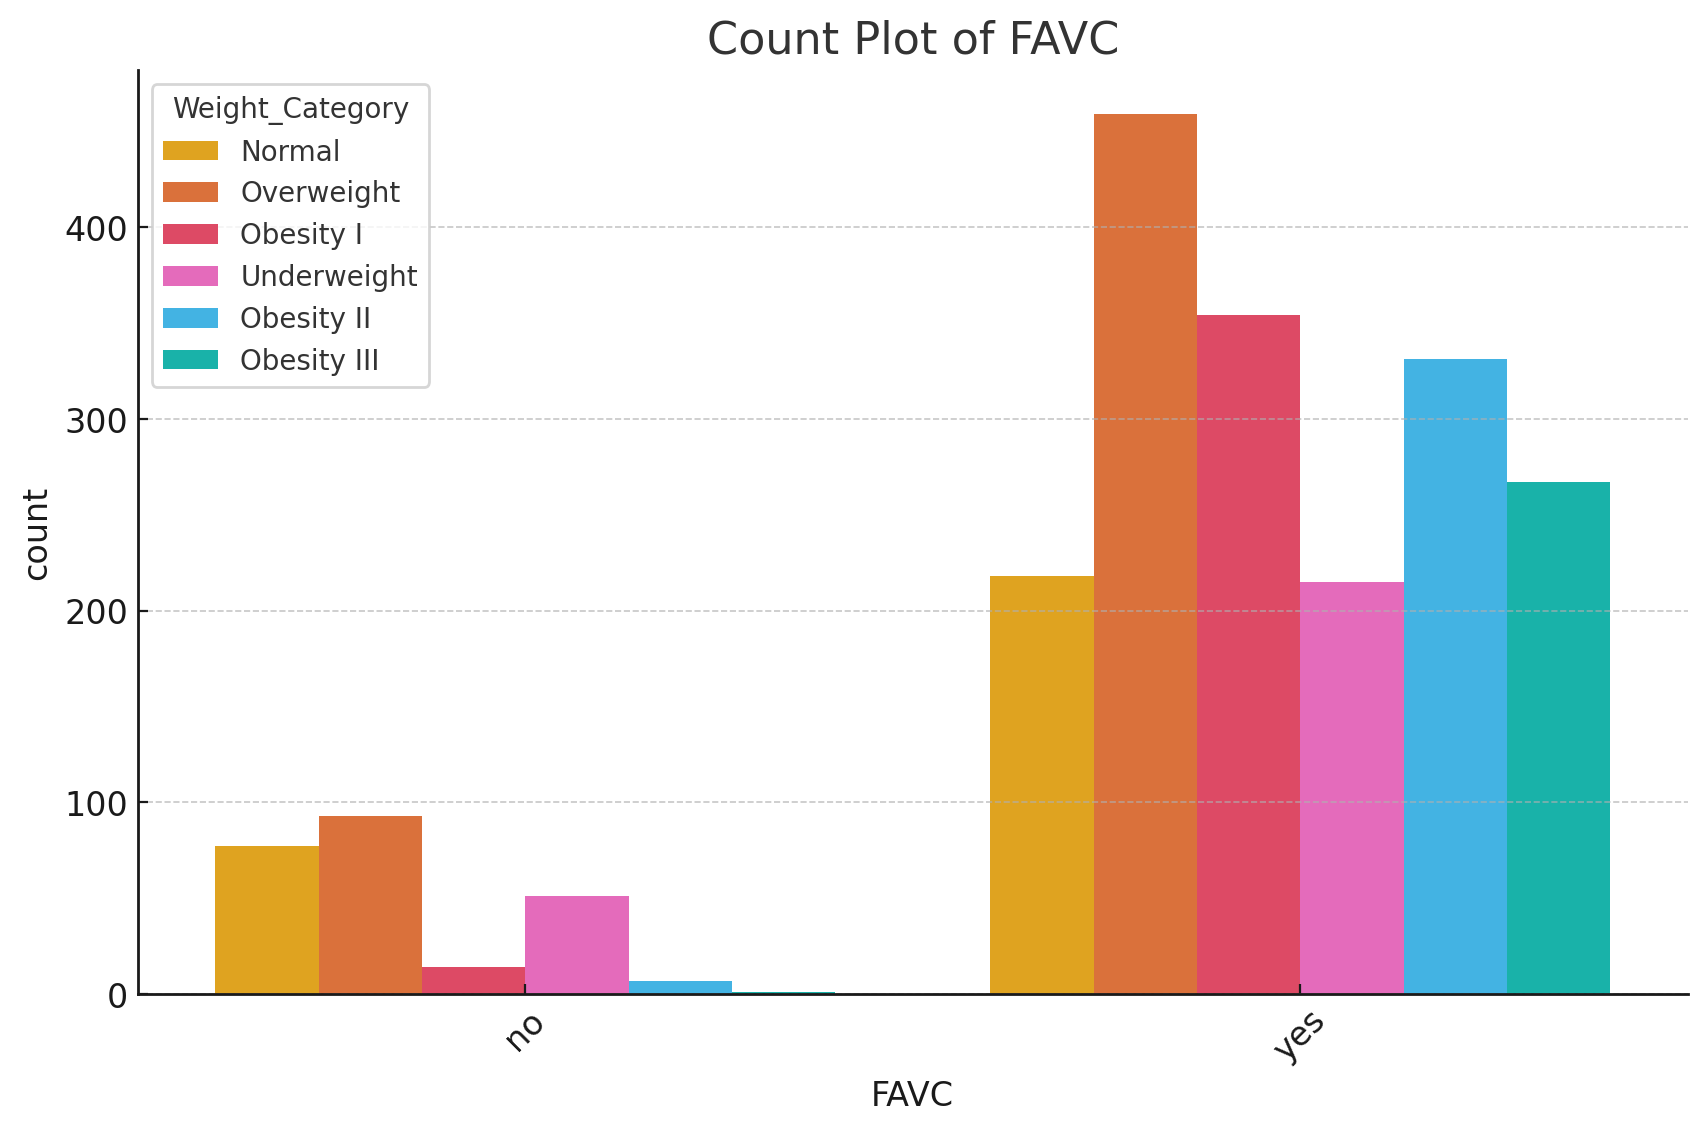 Count Plot of FAVC
Weight_Category
Normal
Overweight
Obesity I
Underweight
Obesity II
Obesity III
400
300
200
100
0
count
no
yes
FAVC